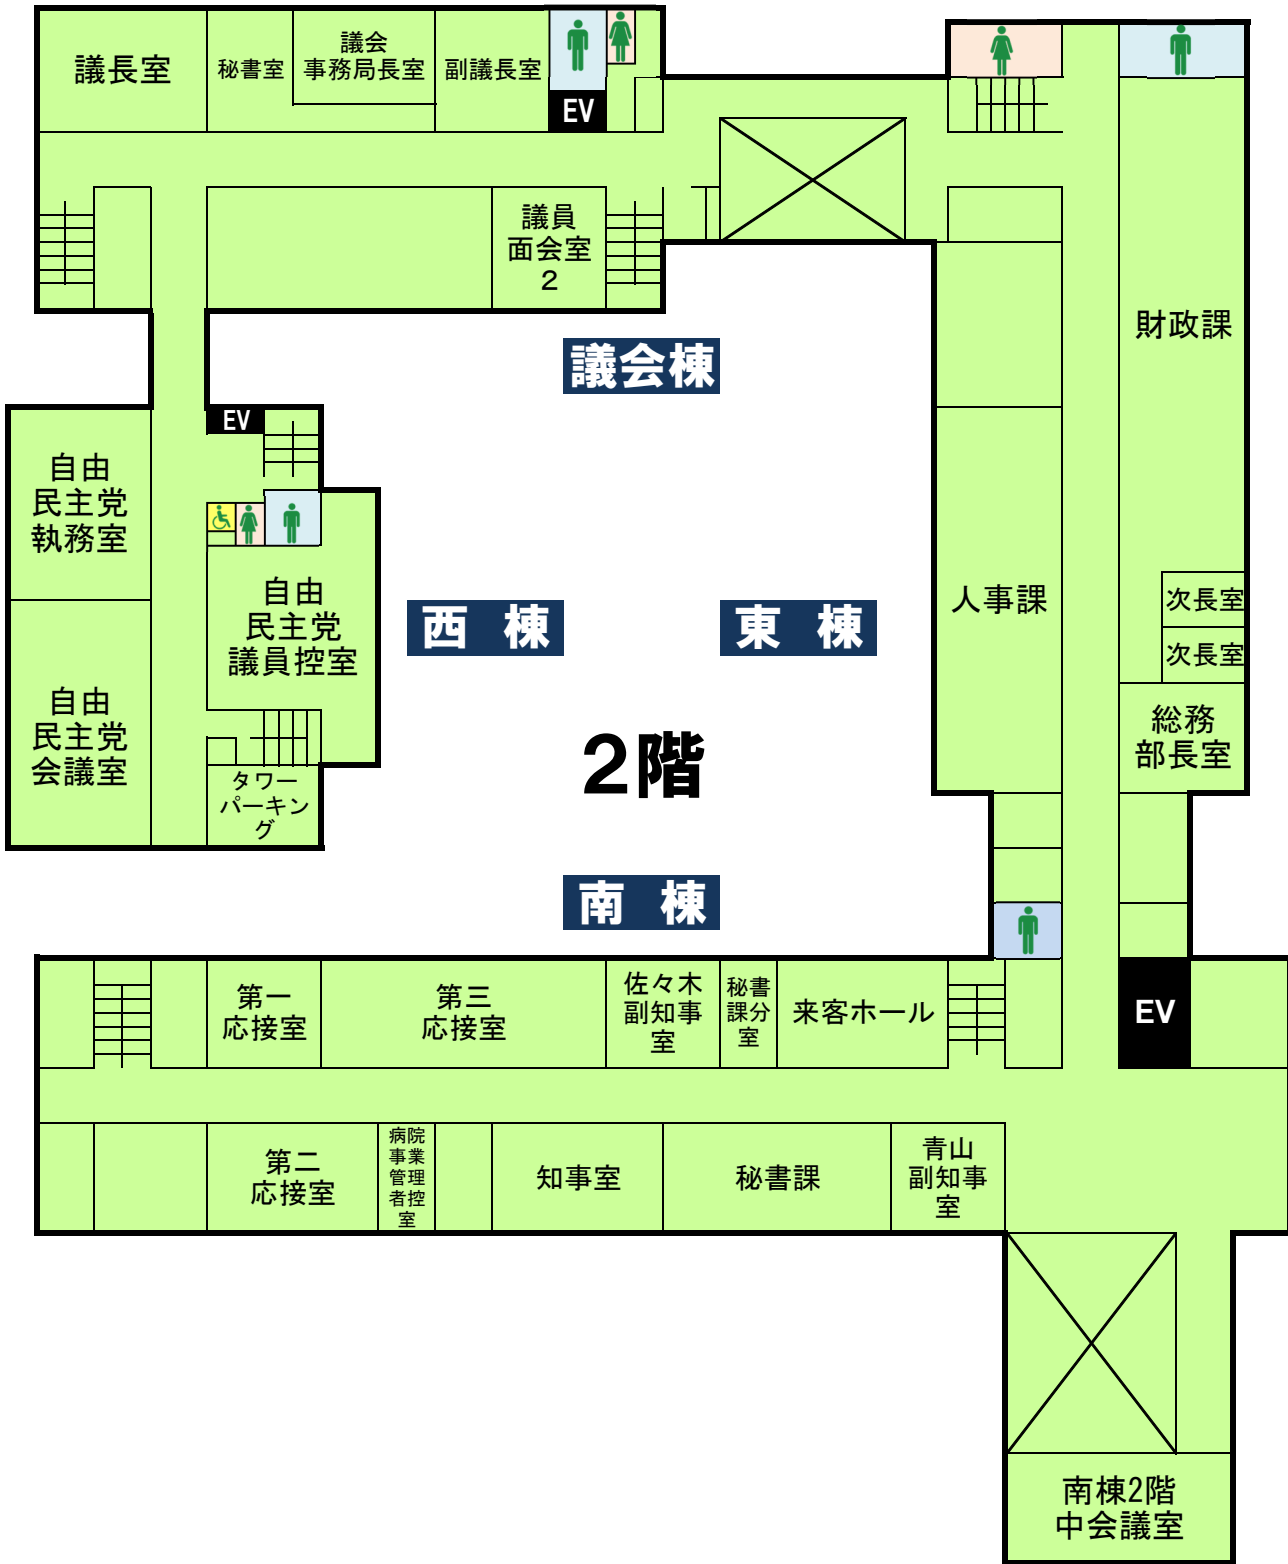 議長室
秘書室
議会
事務局長室
副議長室
EV
議員
面会室
2
議会棟
財政課
EV
自由
民主党
執務室
自由
民主党
議員控室
自由
民主党
会議室
タワー
パーキン
グ
西 棟
東 棟
人事課
次長室
次長室
総務
部長室
2階
南 棟
第一
応接室
第三
応接室
佐々木
副知事
室
秘書
課分
室
来客ホール
EV
第二
応接室
病院
事業
管理
者控
室
知事室
秘書課
青山
副知事
室
南棟2階
中会議室